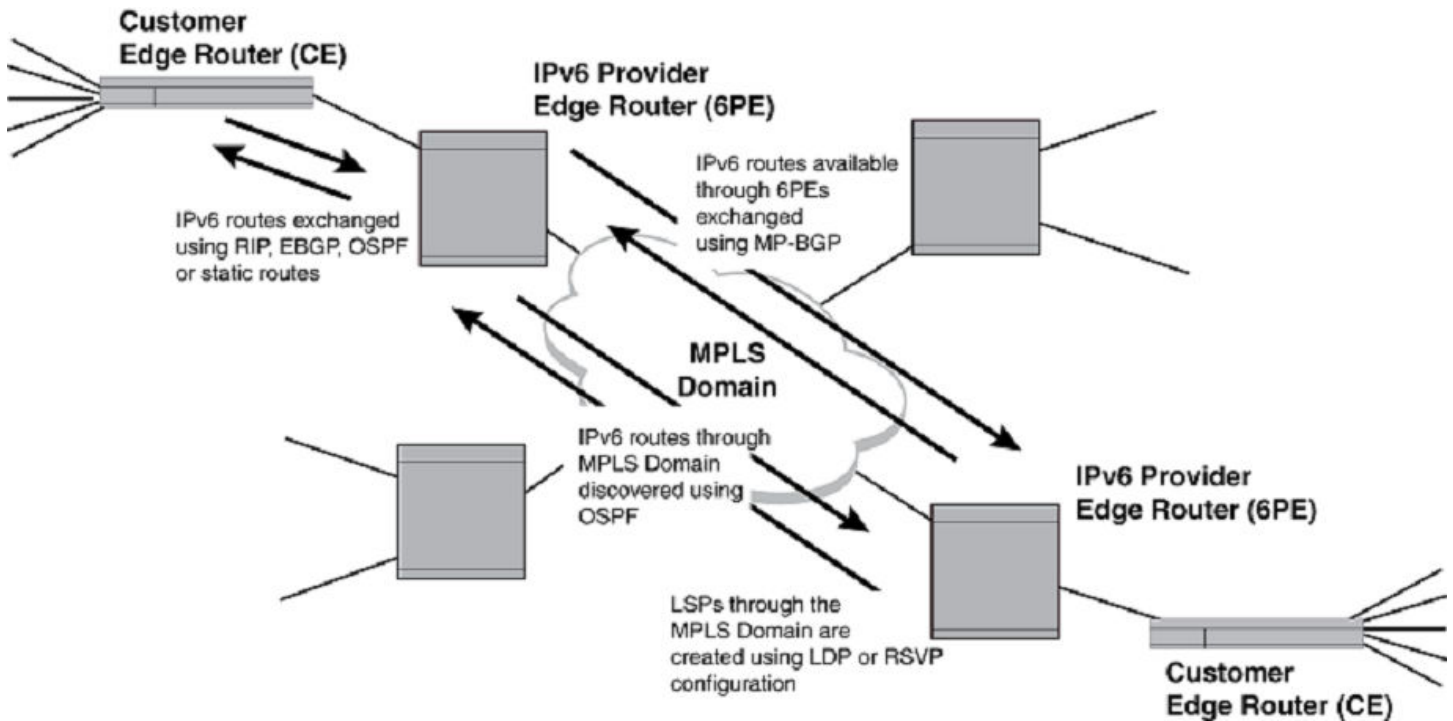 Customer
Edge Router (CE)
IPv6 Provider
Edge Router (6PE)
IPv6 routes available
through 6PEs
exchanged
using MP-BGP
IPv6 routes exchanged
using RIP, EBGP, OSPF
or static routes
MPLS
Domain
IPv6 routes through
MPLS Domain
discovered using
OSPF
IPv6 Provider
Edge Router (6PE)
LSPs through the
MPLS Domain are
created using LDP or RSVP
configuration
Customer
Edge Router (CE)